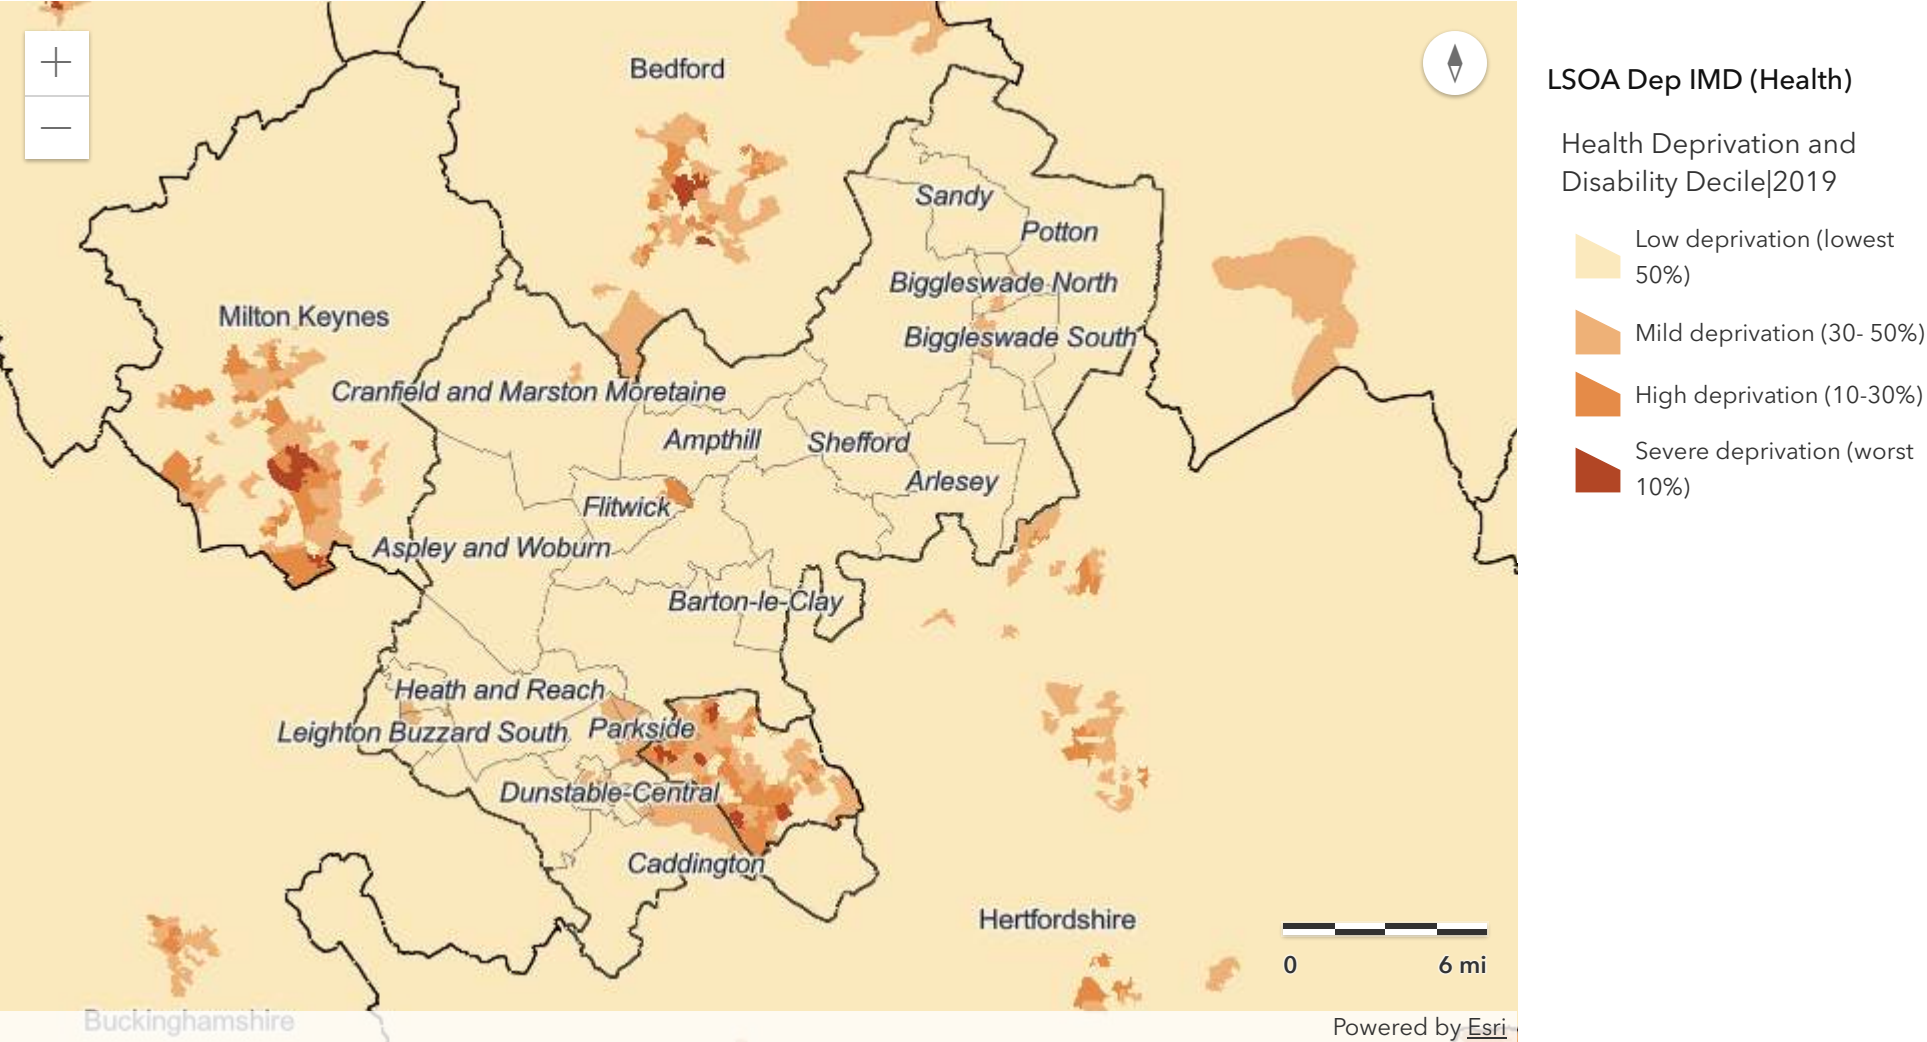 Bedford
Sandy
Potton
Biggleswade North
Milton Keynes
Biggleswade South
Cranfield and Marston Moretaine
Ampthill
Shefford
Arlesey
Flitwick
Aspley and Woburn
Barton-le-Clay
Heath and Reach
Leighton Buzzard South
Parkside
Dunstable-Central
Caddington
Hertfordshire
0
6 mi
Buckinghamshire
Powered by Esri
LSOA Dep IMD (Health)
Health Deprivation and
Disability Decile|2019
Low deprivation (lowest
50%)
Mild deprivation (30- 50%)
High deprivation (10-30%)
Severe deprivation (worst
10%)